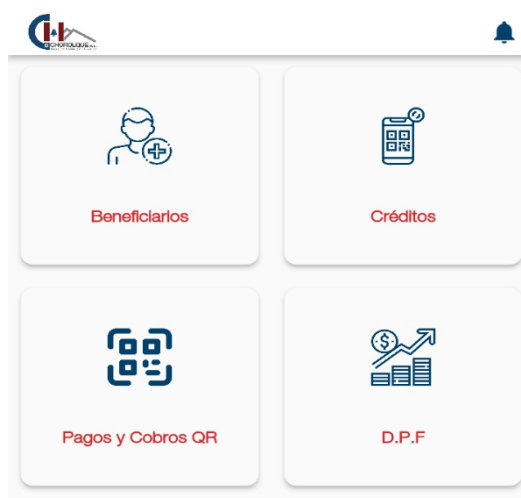 CHOROLQUE R.L.
Beneficiarios
Créditos
Pagos y Cobros QR
D.P.F